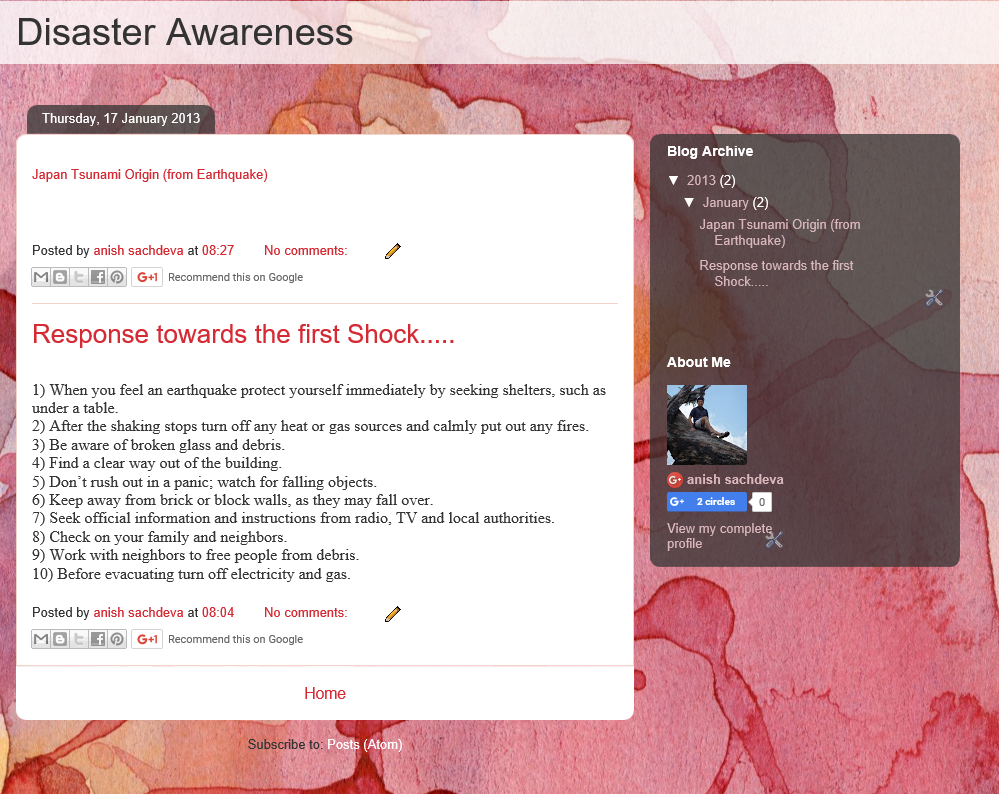 Disaster Awareness
Thursday, 17 January 2013
Japan Tsunami Origin (from Earthquake)
Posted by anish sachdeva at 08:27 No comments:
G+1 Recommend this on Google
Response towards the first Shock.....
1) When you feel an earthquake protect yourself immediately by seeking shelters, such as
under a table.
2) After the shaking stops turn off any heat or gas sources and calmly put out any fires.
3) Be aware of broken glass and debris.
4) Find a clear way out of the building.
5) Don’t rush out in a panic; watch for falling objects.
6) Keep away from brick or block walls, as they may fall over.
7) Seek official information and instructions from radio, TV and local authorities.
8) Check on your family and neighbors.
9) Work with neighbors to free people from debris.
10) Before evacuating turn off electricity and gas.
Posted by anish sachdeva at 08:04 No comments:
G+1 Recommend this on Google
Home
Subscribe to: Posts (Atom)
Blog Archive
▼ 2013 (2)
▼ January (2)
Japan Tsunami Origin (from
Earthquake)
Response towards the first
Shock.....
About Me
G+ anish sachdeva
G+ 2 circles 0
View my complete
profile